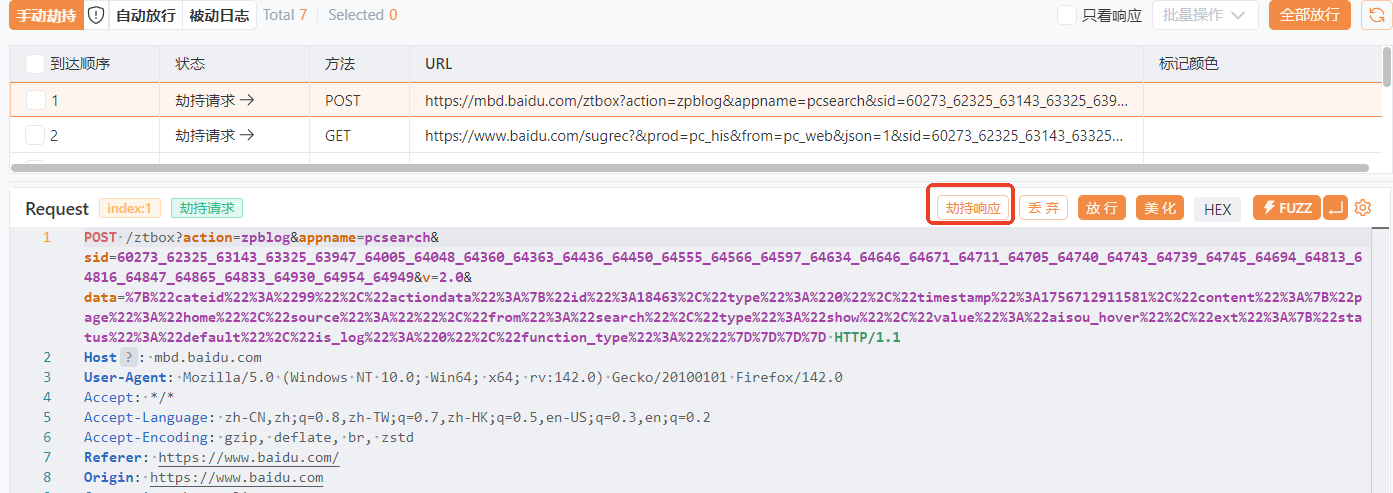 手动劫持 自动放行 被动日志 Total 7 Selected 0 只看响应 批量操作 全部放行
到达顺序 状态 方法 URL 标记颜色
1 劫持请求 → POST https://mbd.baidu.com/ztbox?action=zpblog&appname=pcsearch&sid=60273_62325_63143_63325_639...
2 劫持请求 → GET https://www.baidu.com/sugrec?&prod=pc_his&from=pc_web&json=1&sid=60273_62325_63143_63325...
Request index:1 劫持请求 劫持响应 丢弃 放行 美化 HEX FUZZ
1 POST /ztbox?action=zpblog&appname=pcsearch&
sid=60273_62325_63143_63325_63947_64005_64048_64360_64363_64436_64450_64555_64566_64597_64634_64646_64671_64711_64705_64740_64743_64739_64745_64694_64813_6
4816_64847_64865_64833_64930_64954_64949&v=2.0&
data=%7B%22cateid%22%3A%2299%22%2C%22actiondata%22%3A%7B%22id%22%3A18463%2C%22type%22%3A%220%22%2C%22timestamp%22%3A1756712911581%2C%22content%22%3A%7B%22p
age%22%3A%22home%22%2C%22source%22%3A%22%22%2C%22from%22%3A%22search%22%2C%22type%22%3A%22show%22%2C%22value%22%3A%22aisou_hover%22%2C%22ext%22%3A%7B%22sta
tus%22%3A%22default%22%2C%22is_log%22%3A%220%22%2C%22function_type%22%3A%22%22%7D%7D%7D%7D HTTP/1.1
2 Host ? : mbd.baidu.com
3 User-Agent: Mozilla/5.0 (Windows NT 10.0; Win64; x64; rv:142.0) Gecko/20100101 Firefox/142.0
4 Accept: */*
5 Accept-Language: zh-CN,zh;q=0.8,zh-TW;q=0.7,zh-HK;q=0.5,en-US;q=0.3,en;q=0.2
6 Accept-Encoding: gzip, deflate, br, zstd
7 Referer: https://www.baidu.com/
8 Origin: https://www.baidu.com